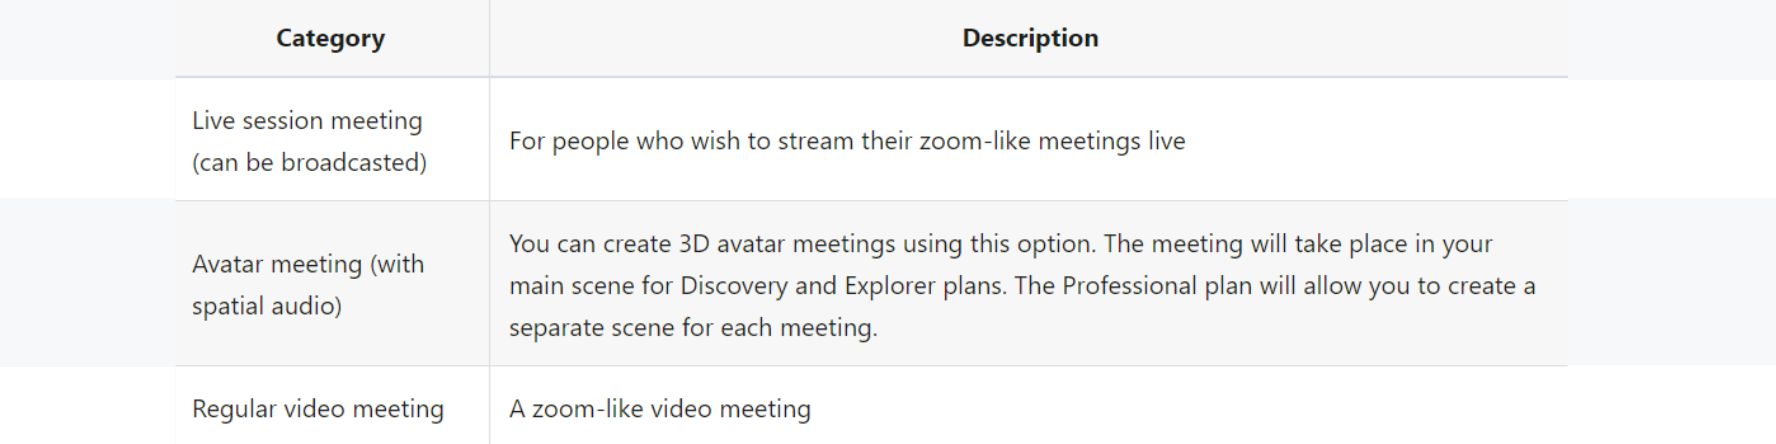 Category
Description
Live session meeting
(can be broadcasted)
For people who wish to stream their zoom-like meetings live
Avatar meeting (with
spatial audio)
You can create 3D avatar meetings using this option. The meeting will take place in your
main scene for Discovery and Explorer plans. The Professional plan will allow you to create a
separate scene for each meeting.
Regular video meeting
A zoom-like video meeting